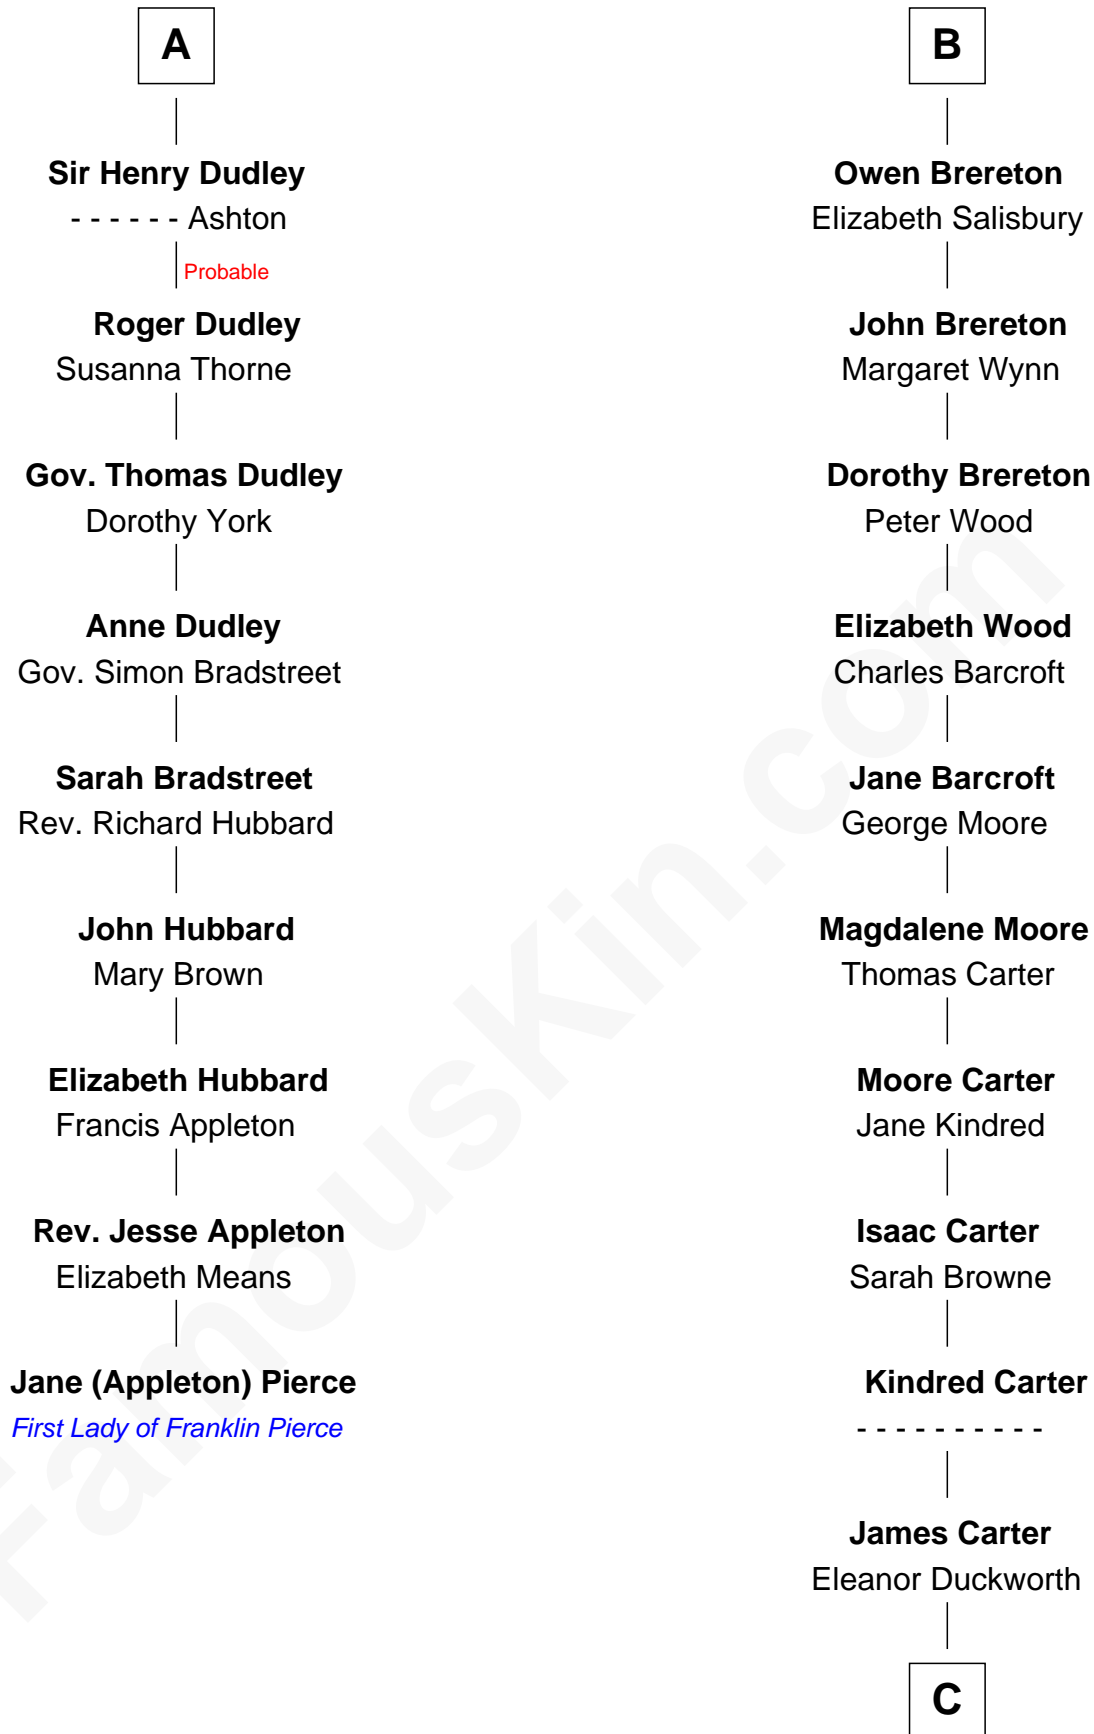 A
Sir Henry Dudley
- - - - - - Ashton
Probable
Roger Dudley
Susanna Thorne
Gov. Thomas Dudley
Dorothy York
Anne Dudley
Gov. Simon Bradstreet
Sarah Bradstreet
Rev. Richard Hubbard
John Hubbard
Mary Brown
Elizabeth Hubbard
Francis Appleton
Rev. Jesse Appleton
Elizabeth Means
Jane (Appleton) Pierce
First Lady of Franklin Pierce
B
Owen Brereton
Elizabeth Salisbury
John Brereton
Margaret Wynn
Dorothy Brereton
Peter Wood
Elizabeth Wood
Charles Barcroft
Jane Barcroft
George Moore
Magdalene Moore
Thomas Carter
Moore Carter
Jane Kindred
Isaac Carter
Sarah Browne
Kindred Carter
- - - - - - - - - -
James Carter
Eleanor Duckworth
C
FamousKin.com